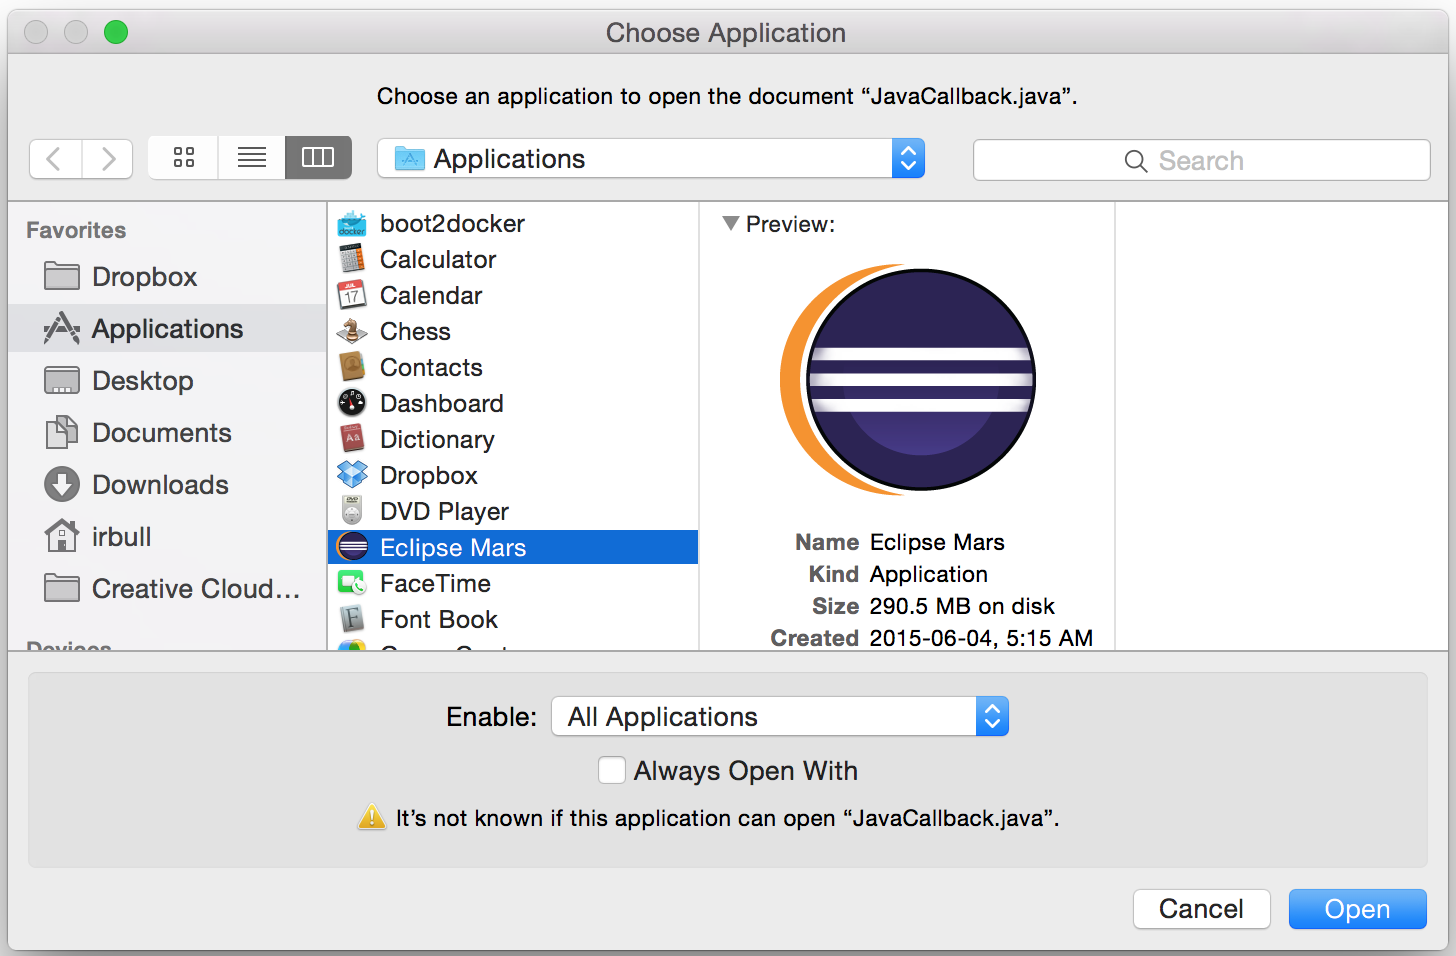 Choose Application
Choose an application to open the document “JavaCallback.java”.
Applications
Search
Favorites
Dropbox
Applications
Desktop
Documents
Downloads
irbull
Creative Cloud...
Devices
boot2docker
Calculator
Calendar
Chess
Contacts
Dashboard
Dictionary
Dropbox
DVD Player
Eclipse Mars
FaceTime
Font Book
Preview:
Name Eclipse Mars
Kind Application
Size 290.5 MB on disk
Created 2015-06-04, 5:15 AM
Enable: All Applications
Always Open With
It’s not known if this application can open “JavaCallback.java”.
Cancel
Open